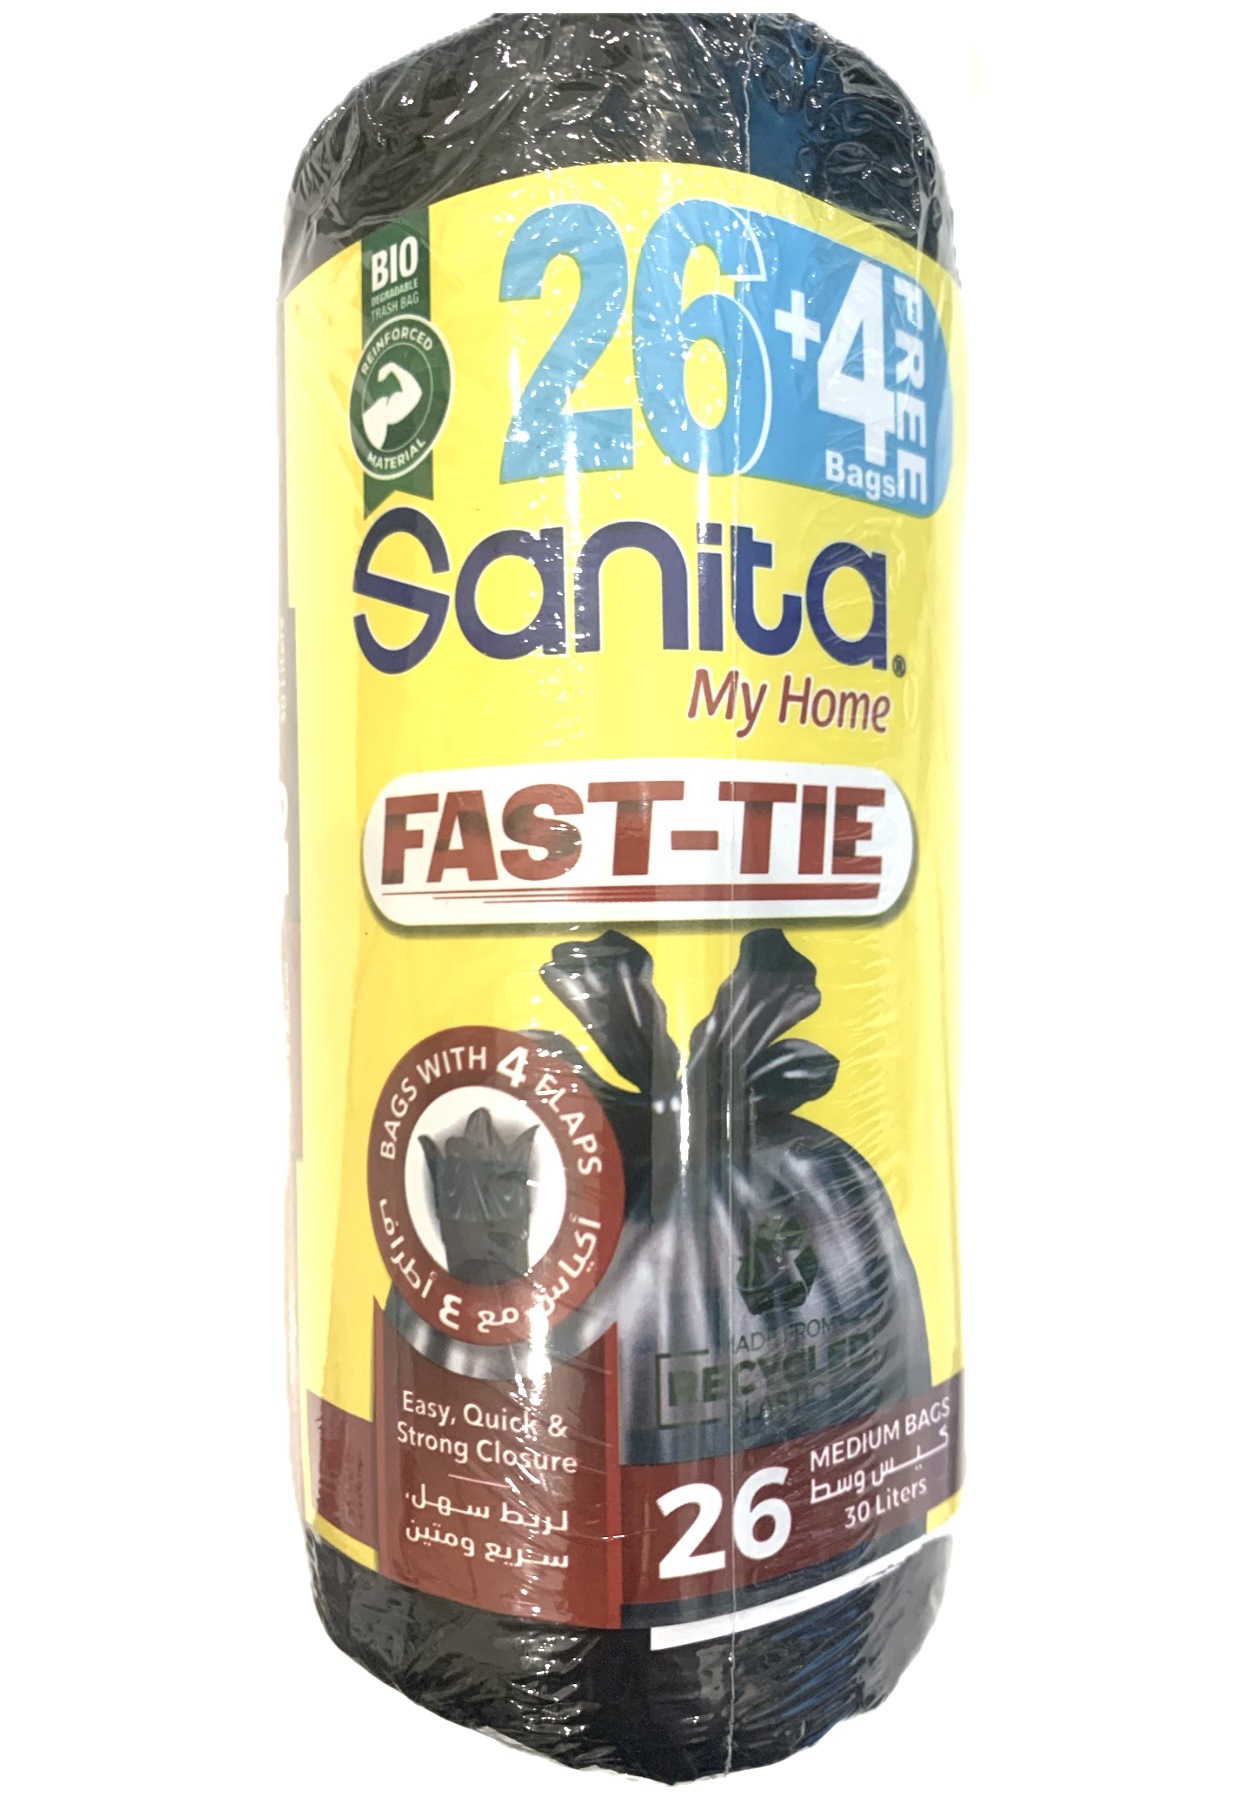 BIO
DEGRADABLE
TRASH BAG
REINFORCED
MATERIAL
26
+4
FREE
Bags
Sanita®
My Home
FAST-TIE
BAGS WITH 4 FLAPS
أكياس مع ٤ أطراف
MADE FROM
RECYCLED
PLASTIC
Easy, Quick &
Strong Closure
لربط سهل،
سريع ومتين
26
MEDIUM BAGS
كيس وسط
30 Liters